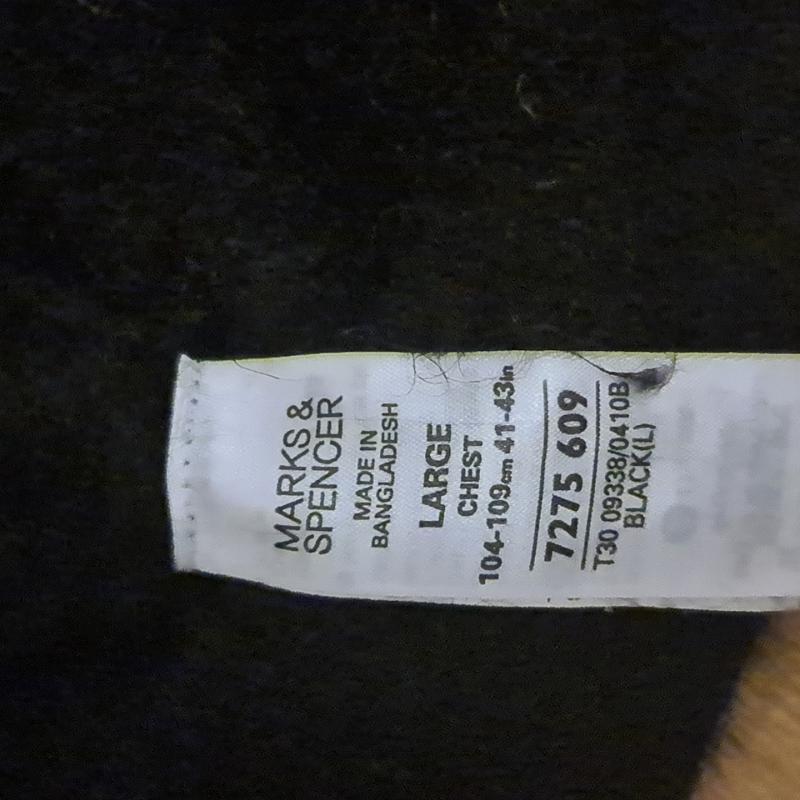 MARKS &
SPENCER
MADE IN
BANGLADESH
LARGE
CHEST
104-109cm 41-43in
7275 609
T30 09338/0410B
BLACK(L)